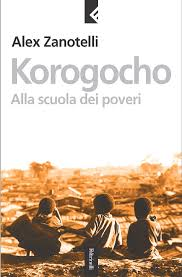 Alex Zanotelli
Korogocho
Alla scuola dei poveri
Feltrinelli